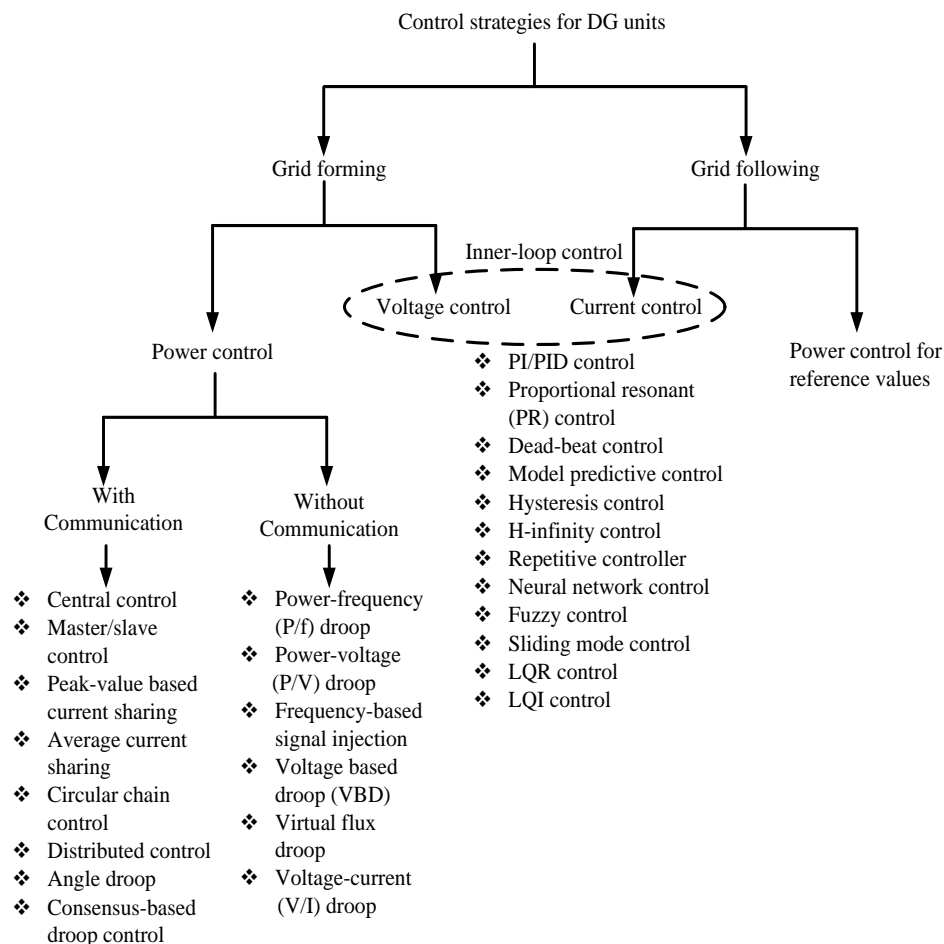 Control strategies for DG units
Grid forming
Grid following
Inner-loop control
Voltage control
Current control
Power control
Power control for
reference values
❖ PI/PID control
❖ Proportional resonant
(PR) control
❖ Dead-beat control
❖ Model predictive control
❖ Hysteresis control
❖ H-infinity control
❖ Repetitive controller
❖ Neural network control
❖ Fuzzy control
❖ Sliding mode control
❖ LQR control
❖ LQI control
With
Communication
Without
Communication
❖ Central control
❖ Master/slave
control
❖ Peak-value based
current sharing
❖ Average current
sharing
❖ Circular chain
control
❖ Distributed control
❖ Angle droop
❖ Consensus-based
droop control
❖ Power-frequency
(P/f) droop
❖ Power-voltage
(P/V) droop
❖ Frequency-based
signal injection
❖ Voltage based
droop (VBD)
❖ Virtual flux
droop
❖ Voltage-current
(V/I) droop